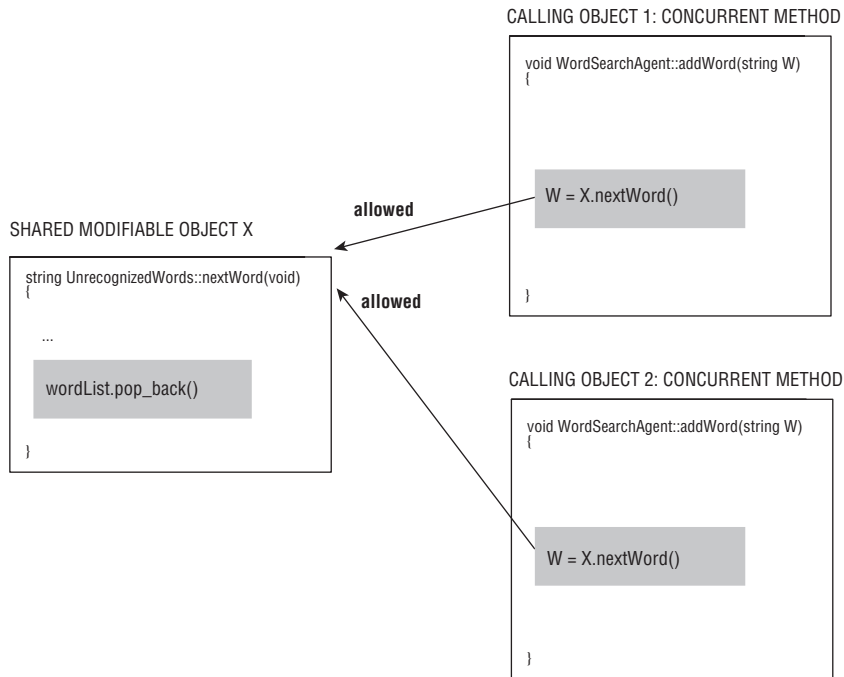 CALLING OBJECT 1: CONCURRENT METHOD
void WordSearchAgent::addWord(string W)
{
W = X.nextWord()
}
allowed
SHARED MODIFIABLE OBJECT X
string UnrecognizedWords::nextWord(void)
{
...
wordList.pop_back()
}
allowed
CALLING OBJECT 2: CONCURRENT METHOD
void WordSearchAgent::addWord(string W)
{
W = X.nextWord()
}